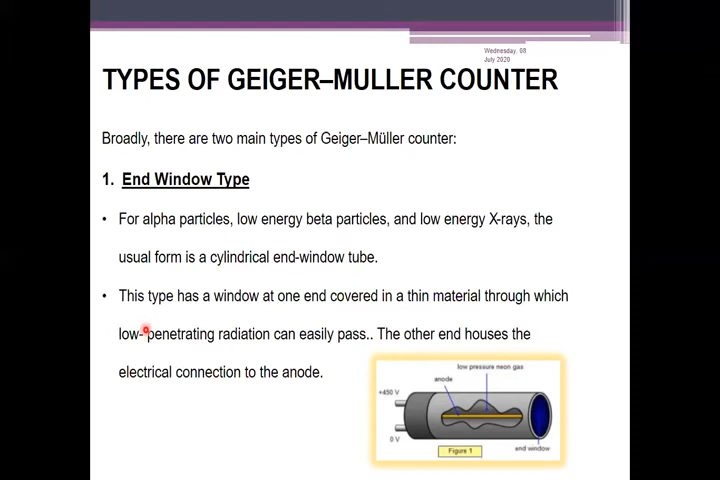 Wednesday, 08
July 2020
TYPES OF GEIGER–MULLER COUNTER
Broadly, there are two main types of Geiger–Müller counter:
1. End Window Type
• For alpha particles, low energy beta particles, and low energy X-rays, the
usual form is a cylindrical end-window tube.
• This type has a window at one end covered in a thin material through which
low-penetrating radiation can easily pass.. The other end houses the
electrical connection to the anode.
low pressure neon gas
anode
+450 V
0 V
Figure 1
end window